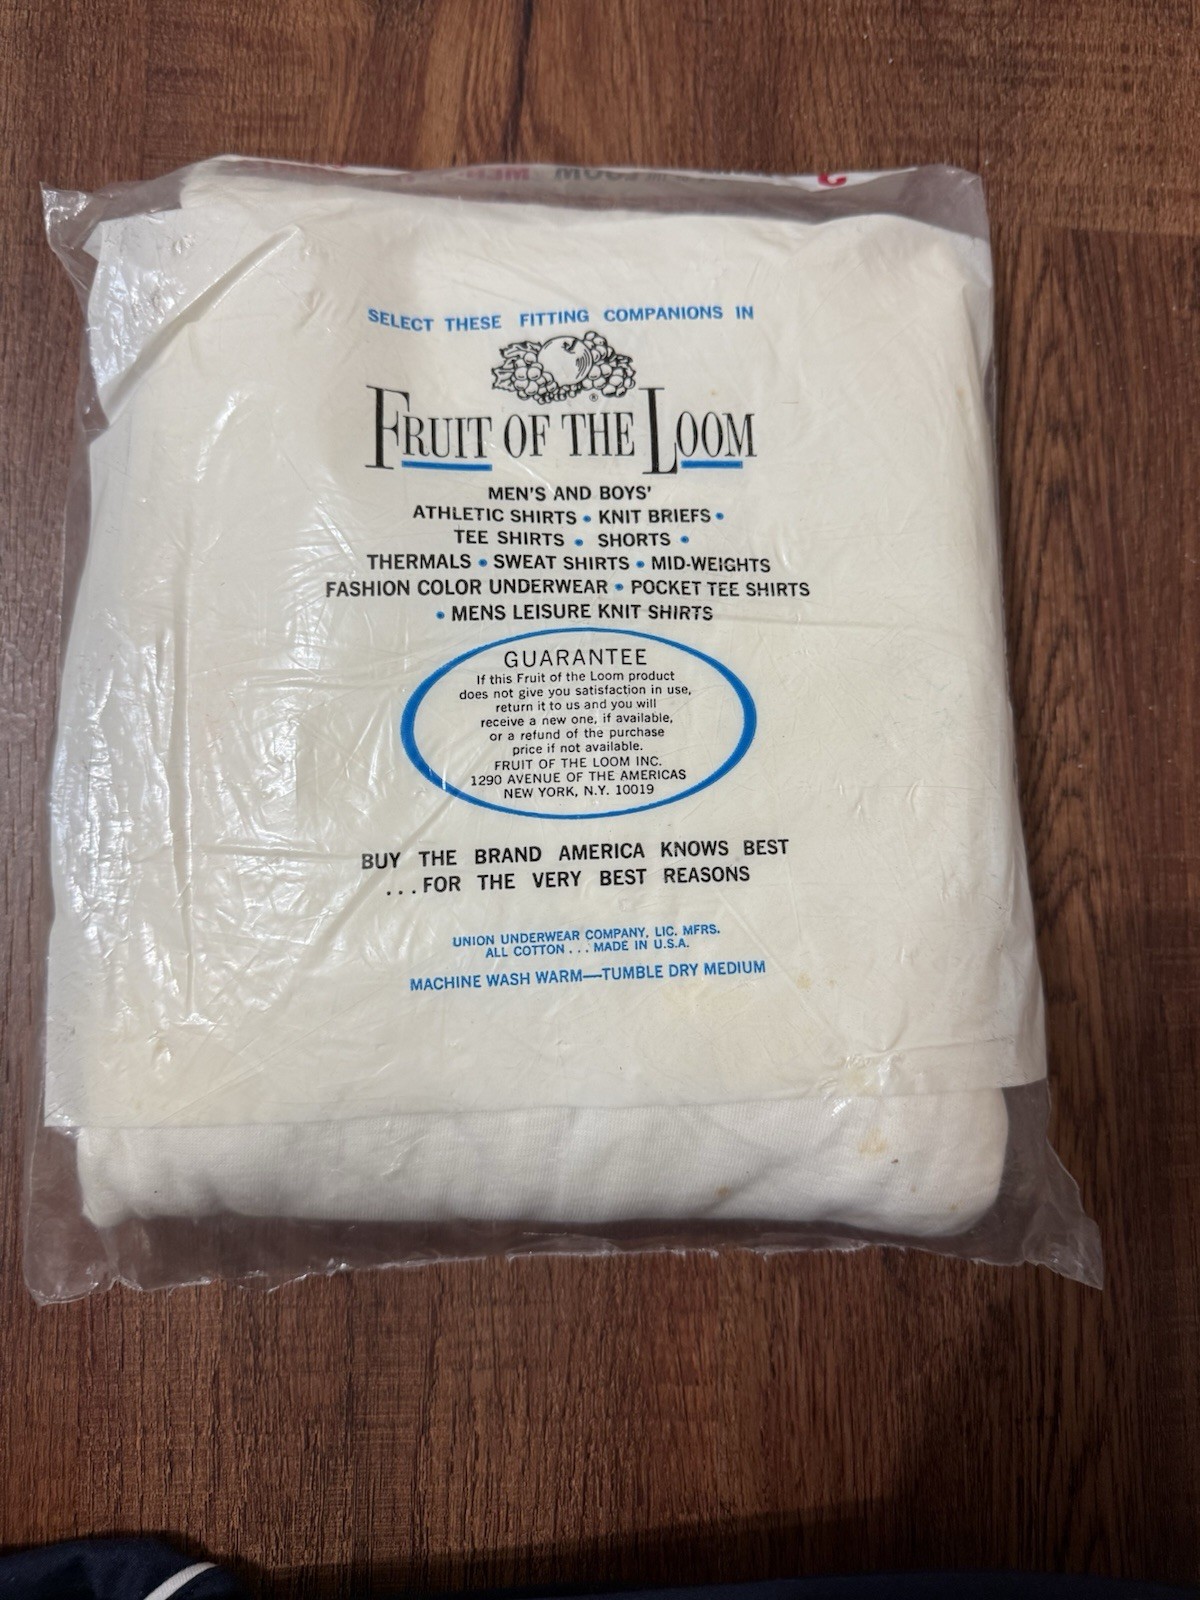 SELECT THESE FITTING COMPANIONS IN
®
FRUIT OF THE LOOM
MEN'S AND BOYS'
ATHLETIC SHIRTS • KNIT BRIEFS •
TEE SHIRTS • SHORTS •
THERMALS • SWEAT SHIRTS • MID-WEIGHTS
FASHION COLOR UNDERWEAR • POCKET TEE SHIRTS
• MENS LEISURE KNIT SHIRTS
GUARANTEE
If this Fruit of the Loom product
does not give you satisfaction in use,
return it to us and you will
receive a new one, if available,
or a refund of the purchase
price if not available.
FRUIT OF THE LOOM INC.
1290 AVENUE OF THE AMERICAS
NEW YORK, N.Y. 10019
BUY THE BRAND AMERICA KNOWS BEST
...FOR THE VERY BEST REASONS
UNION UNDERWEAR COMPANY, LIC. MFRS.
ALL COTTON...MADE IN U.S.A.
MACHINE WASH WARM—TUMBLE DRY MEDIUM